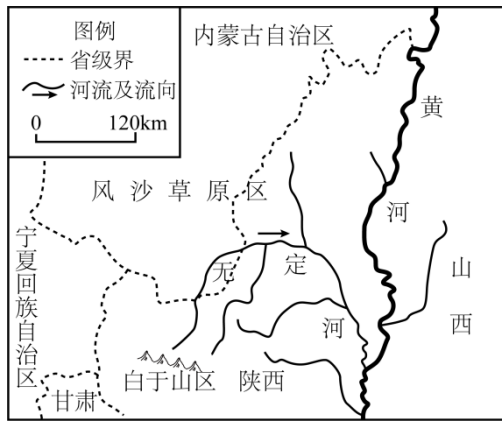 图例
省级界
河流及流向
0 120km
内蒙古自治区
黄
河
风沙草原区
宁夏回族自治区
无
定
河
山
西
白于山区
陕西
甘肃